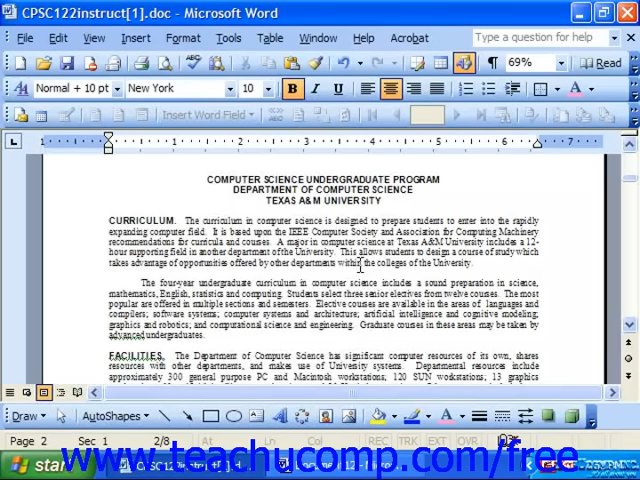 CPSC122instruct[1].doc - Microsoft Word
File Edit View Insert Format Tools Table Window Help Acrobat Type a question for help
69% Read
Normal + 10 pt New York 10 B I U
Insert Word Field
1 1 2 3 4 5 6 7
COMPUTER SCIENCE UNDERGRADUATE PROGRAM
DEPARTMENT OF COMPUTER SCIENCE
TEXAS A&M UNIVERSITY
CURRICULUM. The curriculum in computer science is designed to prepare students to enter into the rapidly
expanding computer field. It is based upon the IEEE Computer Society and Association for Computing Machinery
recommendations for curricula and courses. A major in computer science at Texas A&M University includes a 12-
hour supporting field in another department of the University. This allows students to design a course of study which
takes advantage of opportunities offered by other departments within the colleges of the University.
The four-year undergraduate curriculum in computer science includes a sound preparation in science,
mathematics, English, statistics and computing. Students select three senior electives from twelve courses. The most
popular are offered in multiple sections and semesters. Elective courses are available in the areas of languages and
compilers; software systems; computer systems and architecture; artificial intelligence and cognitive modeling;
graphics and robotics; and computational science and engineering. Graduate courses in these areas may be taken by
advanced undergraduates.
FACILITIES. The Department of Computer Science has significant computer resources of its own, shares
resources with other departments, and makes use of University systems. Departmental resources include
approximately 300 general purpose PC and Macintosh workstations; 120 SUN workstations; 13 graphics
Draw AutoShapes
Page 2 Sec 1 2/8 At Ln Col REC TRK EXT OVR
start CPSC122instruct[1].d...
www.teachucomp.com/free